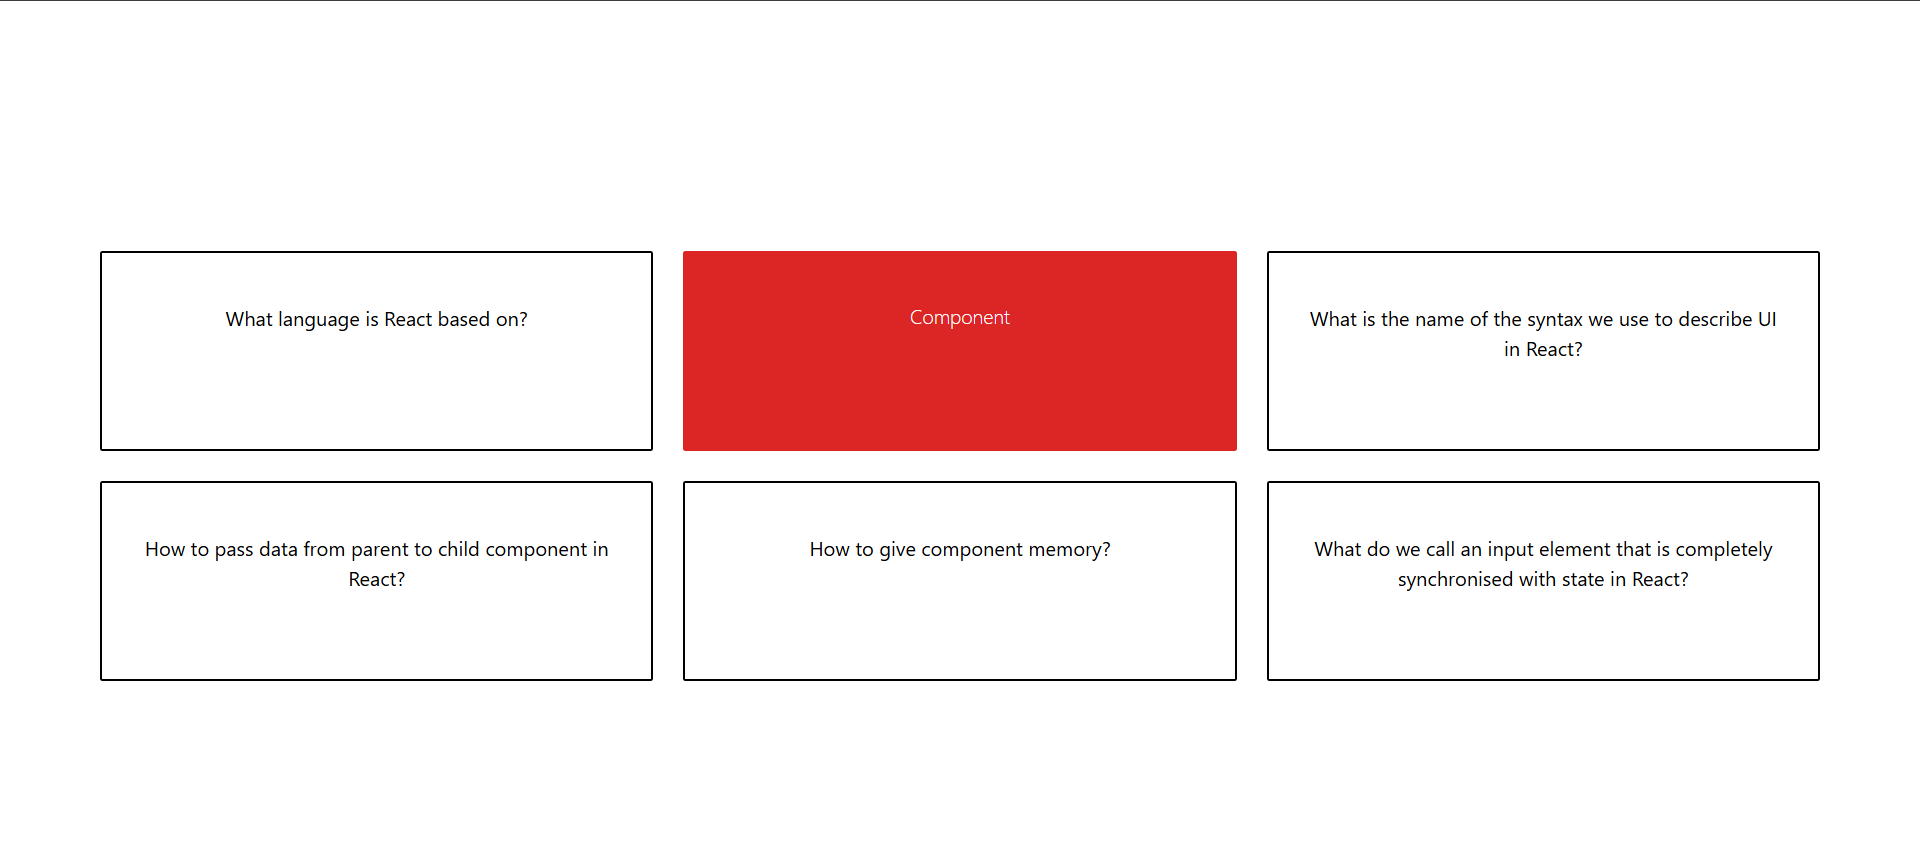 What language is React based on?
Component
What is the name of the syntax we use to describe UI
in React?
How to pass data from parent to child component in
React?
How to give component memory?
What do we call an input element that is completely
synchronised with state in React?